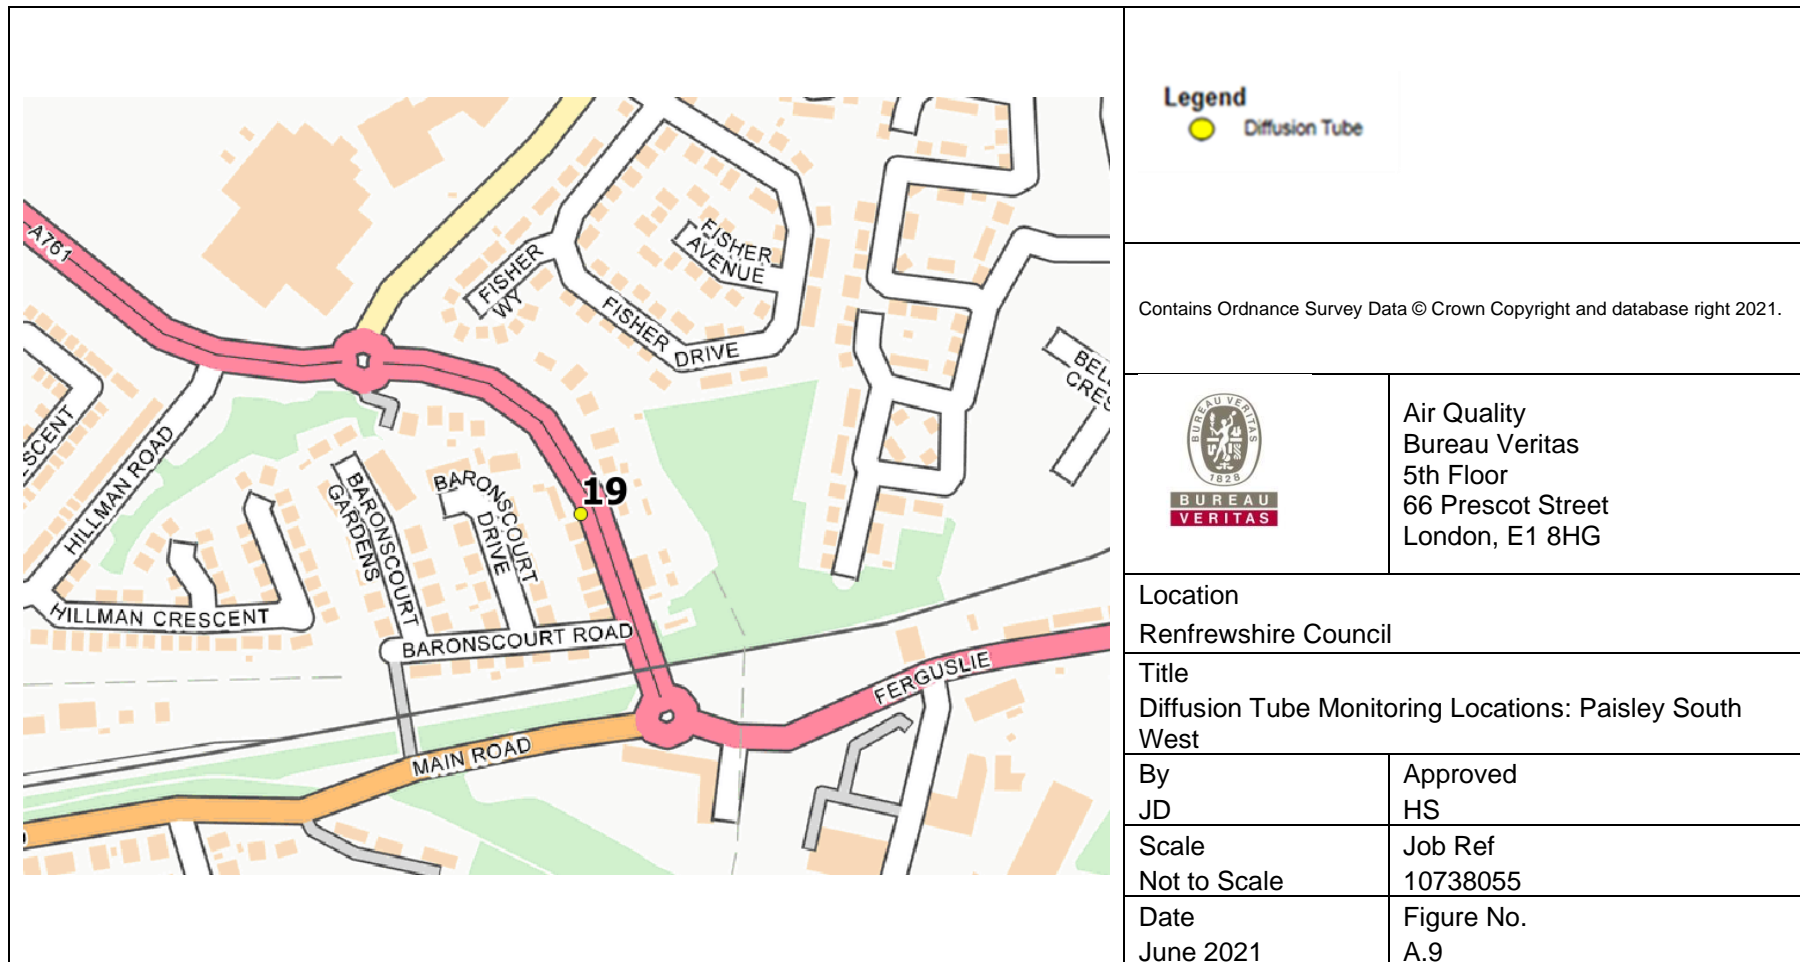 A761
HILLMAN ROAD
HILLMAN CRESCENT
BARONSCOURT
GARDENS
BARONSCOURT
DRIVE
BARONSCOURT ROAD
MAIN ROAD
FERGUSLIE
FISHER
WY
FISHER
AVENUE
FISHER
DRIVE
19
Legend
Diffusion Tube
Contains Ordnance Survey Data © Crown Copyright and database right 2021.
BUREAU VERITAS
1828
BUREAU
VERITAS
Air Quality
Bureau Veritas
5th Floor
66 Prescot Street
London, E1 8HG
Location
Renfrewshire Council
Title
Diffusion Tube Monitoring Locations: Paisley South
West
By
JD
Approved
HS
Scale
Not to Scale
Job Ref
10738055
Date
June 2021
Figure No.
A.9